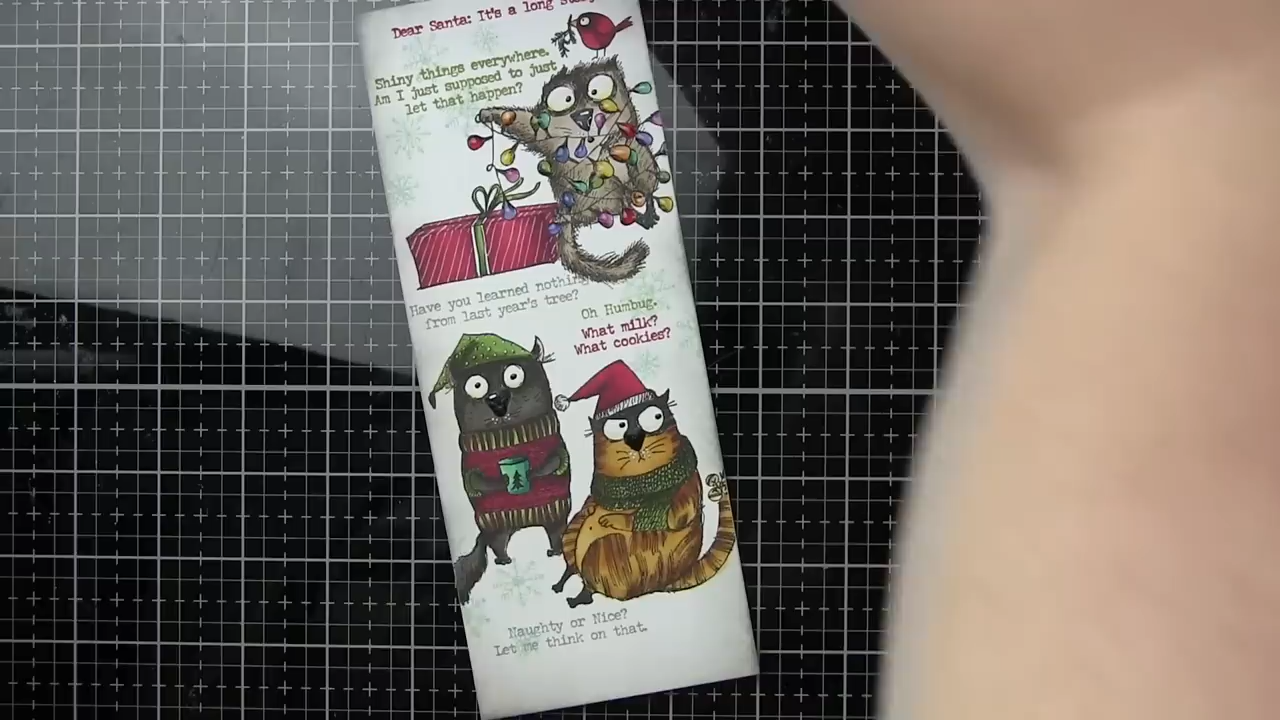 Dear Santa: It's a long
Shiny things everywhere.
Am I just supposed to just
let that happen?
Have you learned nothing
from last year's tree?
Oh Humbug.
What milk?
What cookies?
Naughty or Nice?
Let me think on that.